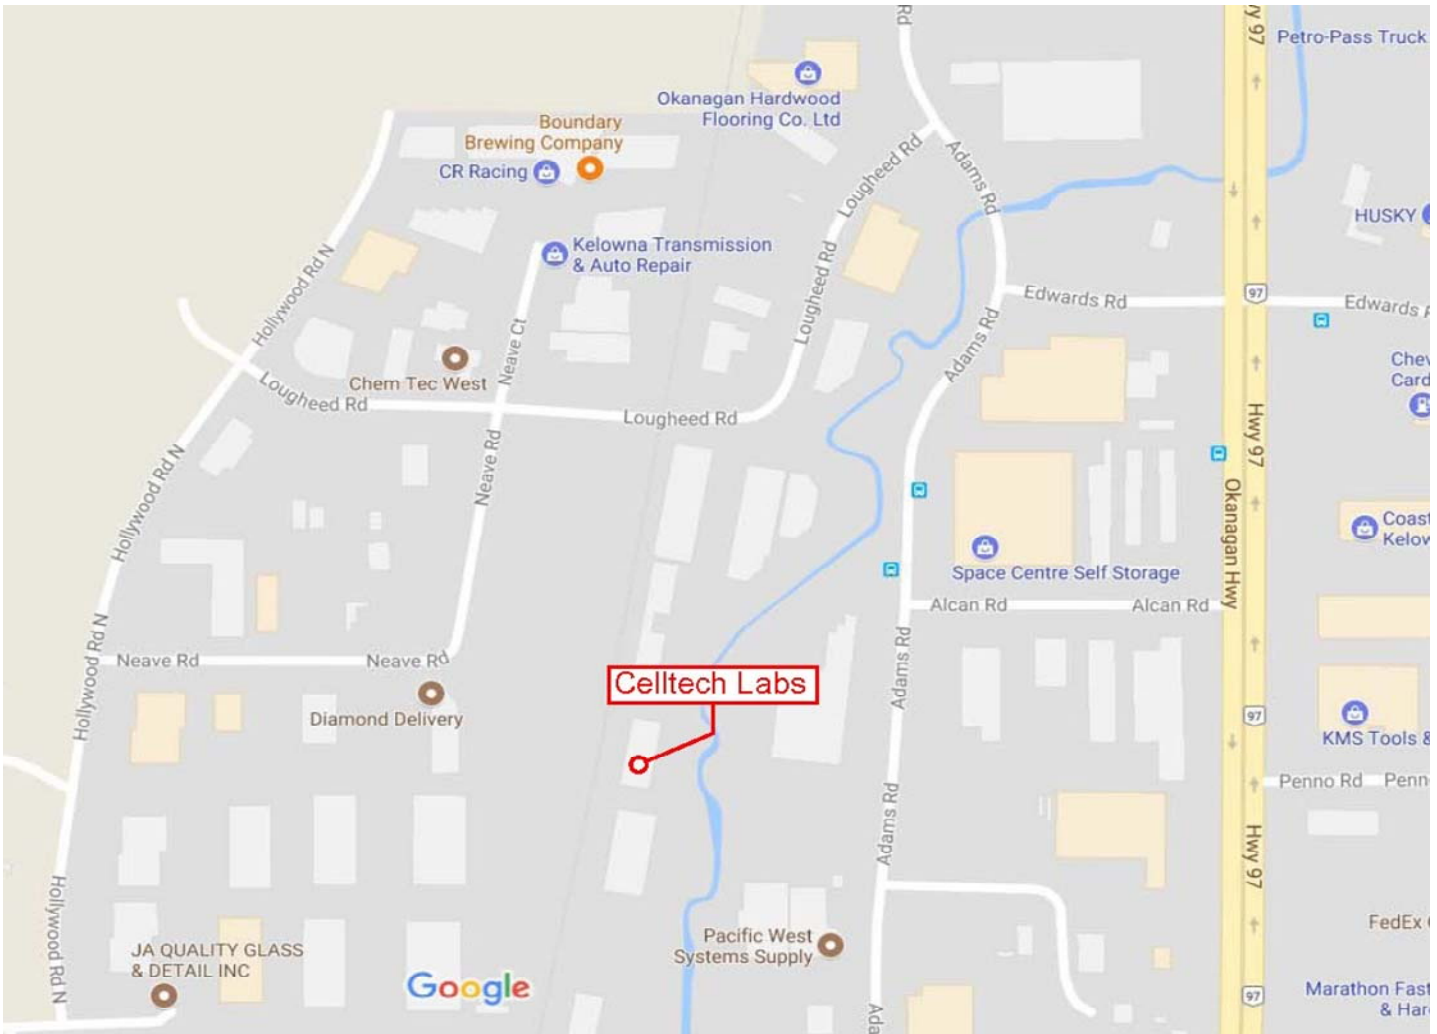 Rd
y 97
Petro-Pass Truck
Okanagan Hardwood
Flooring Co. Ltd
Boundary
Brewing Company
CR Racing
Lougheed Rd
Adams Rd
HUSKY
Kelowna Transmission
& Auto Repair
Hollywood Rd N
Lougheed Rd
97
Edwards Rd
Edwards
Neave Ct
Adams Rd
Chev
Card
Chem Tec West
Lougheed Rd
Lougheed Rd
Hwy 97
Neave Rd
Hollywood Rd N
Okanagan Hwy
Coast
Kelow
Space Centre Self Storage
Alcan Rd
Alcan Rd
Hollywood Rd N
Neave Rd
Neave Rd
Adams Rd
Celltech Labs
Diamond Delivery
97
KMS Tools &
Penno Rd
Penn
Adams Rd
Hwy 97
Hollywood Rd N
FedEx
Pacific West
Systems Supply
JA QUALITY GLASS
& DETAIL INC
Google
97
Marathon Fast
& Har
Ada